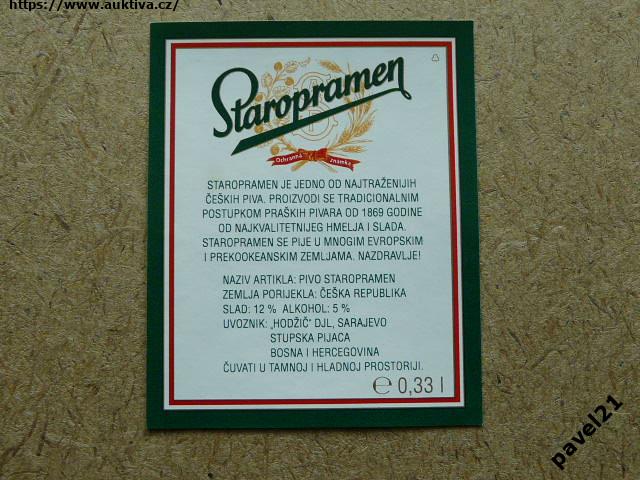 https://www.auktiva.cz/
Staropramen
Ochranná známka
STAROPRAMEN JE JEDNO OD NAJTRAŽENIJIH
ČEŠKIH PIVA. PROIZVODI SE TRADICIONALNIM
POSTUPKOM PRAŠKIH PIVARA OD 1869 GODINE
OD NAJKVALITETNIJEG HMELJA I SLADA.
STAROPRAMEN SE PIJE U MNOGIM EVROPSKIM
I PREKOOKEANSKIM ZEMLJAMA. NAZDRAVLJE!
NAZIV ARTIKLA: PIVO STAROPRAMEN
ZEMLJA PORIJEKLA: ČEŠKA REPUBLIKA
SLAD: 12 % ALKOHOL: 5 %
UVOZNIK: „HODŽIČ" DJL, SARAJEVO
STUPSKA PIJACA
BOSNA I HERCEGOVINA
ČUVATI U TAMNOJ I HLADNOJ PROSTORIJI.
℮ 0,33 l
pavel21